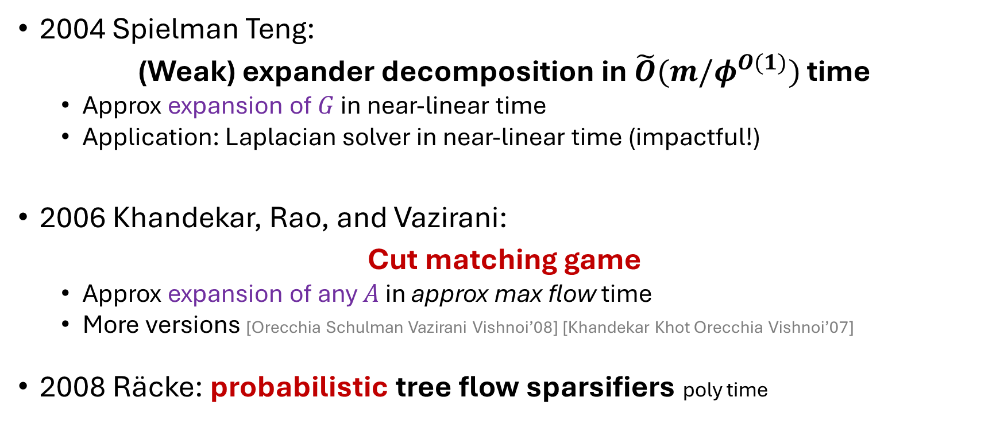 • 2004 Spielman Teng:
(Weak) expander decomposition in Õ(m/ϕ^O(1)) time
• Approx expansion of G in near-linear time
• Application: Laplacian solver in near-linear time (impactful!)
• 2006 Khandekar, Rao, and Vazirani:
Cut matching game
• Approx expansion of any A in approx max flow time
• More versions [Orecchia Schulman Vazirani Vishnoi’08] [Khandekar Khot Orecchia Vishnoi’07]
• 2008 Räcke: probabilistic tree flow sparsifiers poly time